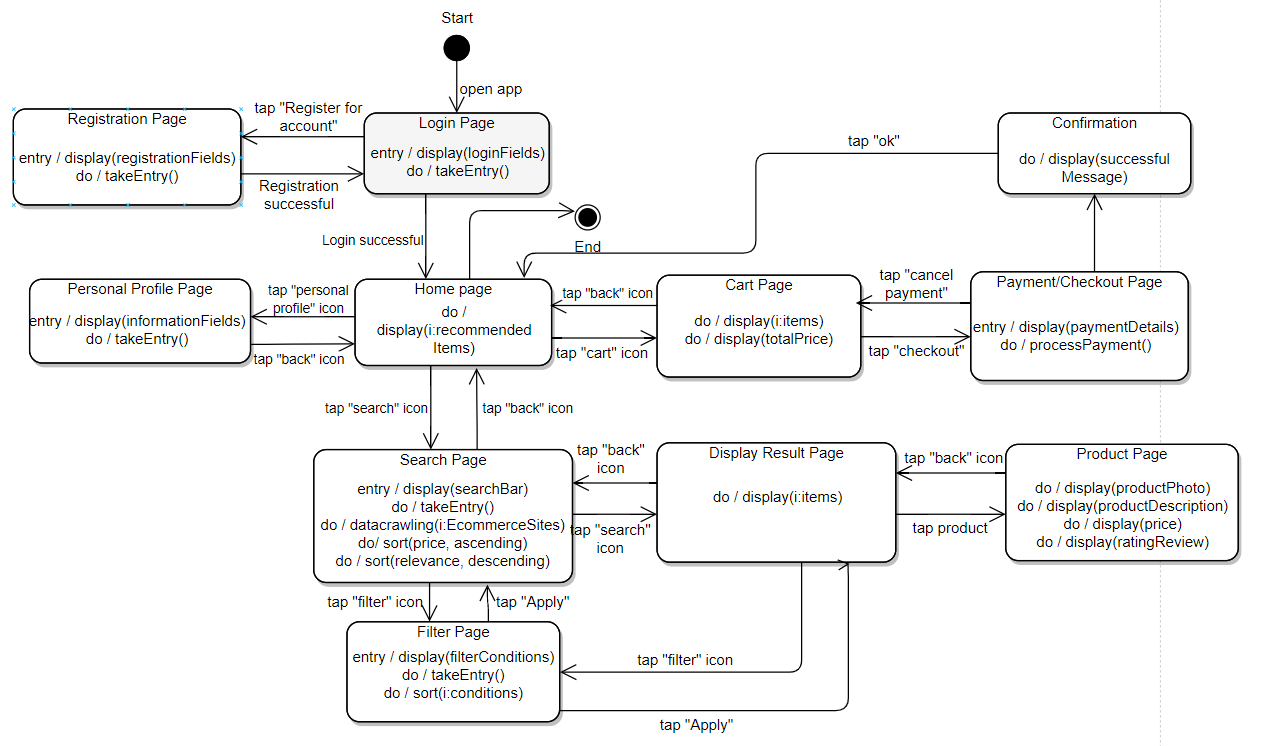 Start
open app
Registration Page
entry / display(registrationFields)
do / takeEntry()
tap "Register for
account"
Registration
successful
Login Page
entry / display(loginFields)
do / takeEntry()
Login successful
End
tap "ok"
Confirmation
do / display(successful
Message)
Personal Profile Page
entry / display(informationFields)
do / takeEntry()
tap "personal
profile" icon
tap "back" icon
Home page
do /
display(i:recommended
Items)
tap "back" icon
tap "cart" icon
Cart Page
do / display(i:items)
do / display(totalPrice)
tap "cancel
payment"
tap "checkout"
Payment/Checkout Page
entry / display(paymentDetails)
do / processPayment()
tap "search" icon
tap "back" icon
Search Page
entry / display(searchBar)
do / takeEntry()
do / datacrawling(i:EcommerceSites)
do/ sort(price, ascending)
do / sort(relevance, descending)
tap "back"
icon
tap "search"
icon
Display Result Page
do / display(i:items)
tap "back" icon
tap product
Product Page
do / display(productPhoto)
do / display(productDescription)
do / display(price)
do / display(ratingReview)
tap "filter" icon
tap "Apply"
Filter Page
entry / display(filterConditions)
do / takeEntry()
do / sort(i:conditions)
tap "filter" icon
tap "Apply"